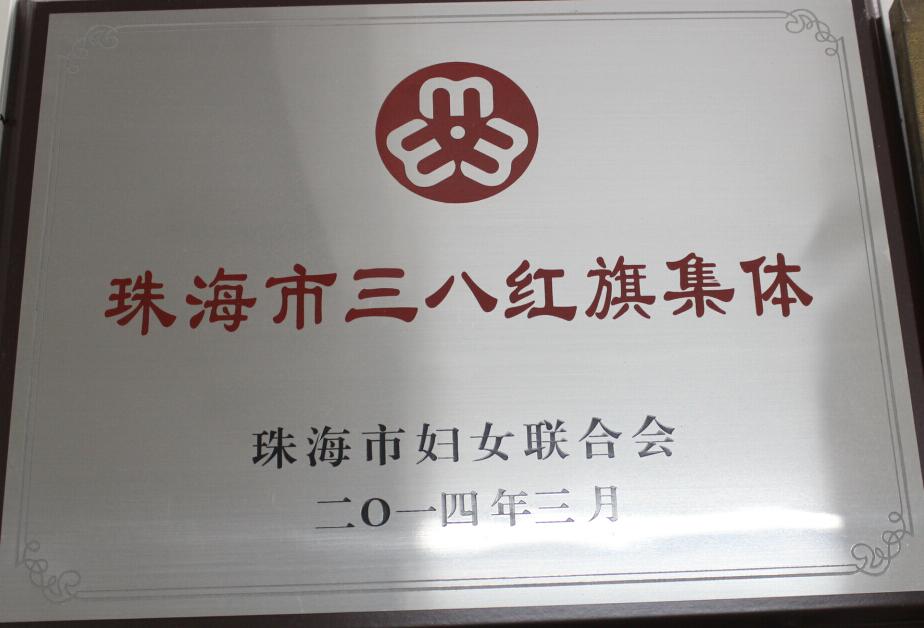 珠海市三八红旗集体
珠海市妇女联合会
二O一四年三月